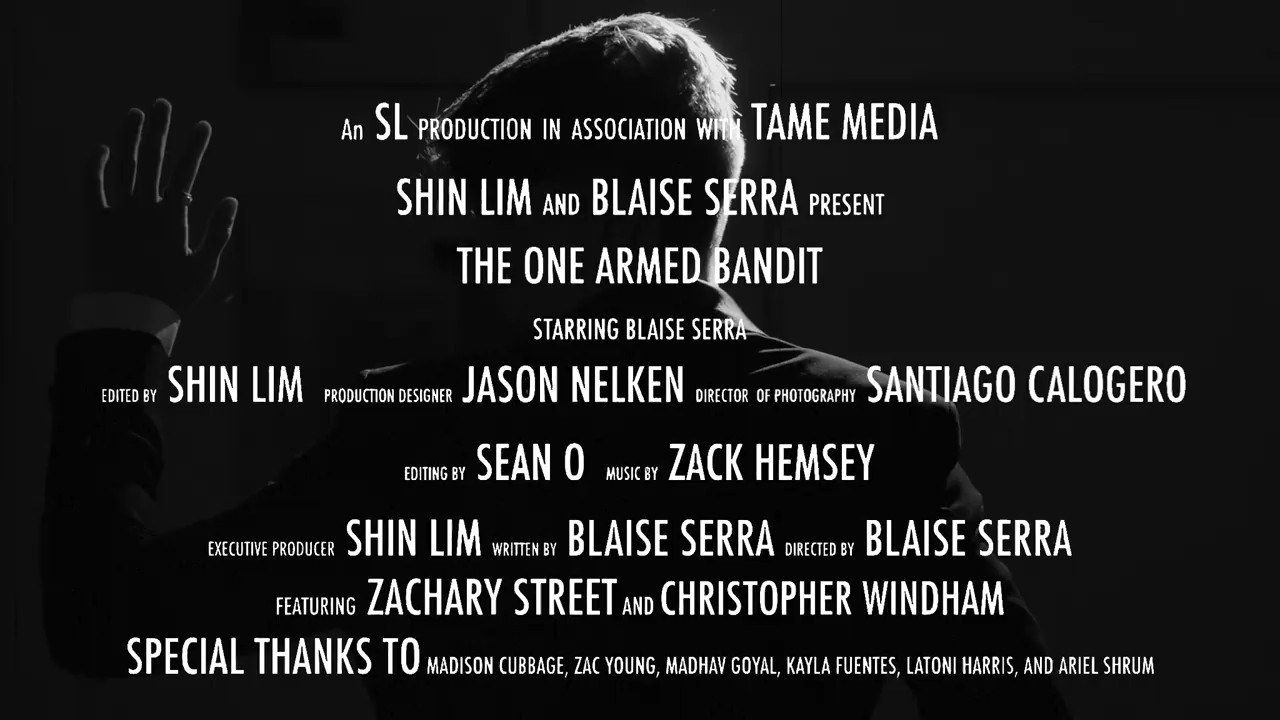 An SL PRODUCTION IN ASSOCIATION WITH TAME MEDIA
SHIN LIM AND BLAISE SERRA PRESENT
THE ONE ARMED BANDIT
STARRING BLAISE SERRA
EDITED BY SHIN LIM PRODUCTION DESIGNER JASON NELKEN DIRECTOR OF PHOTOGRAPHY SANTIAGO CALOGERO
EDITING BY SEAN O MUSIC BY ZACK HEMSEY
EXECUTIVE PRODUCER SHIN LIM WRITTEN BY BLAISE SERRA DIRECTED BY BLAISE SERRA
FEATURING ZACHARY STREET AND CHRISTOPHER WINDHAM
SPECIAL THANKS TO MADISON CUBBAGE, ZAC YOUNG, MADHAV GOYAL, KAYLA FUENTES, LATONI HARRIS, AND ARIEL SHRUM